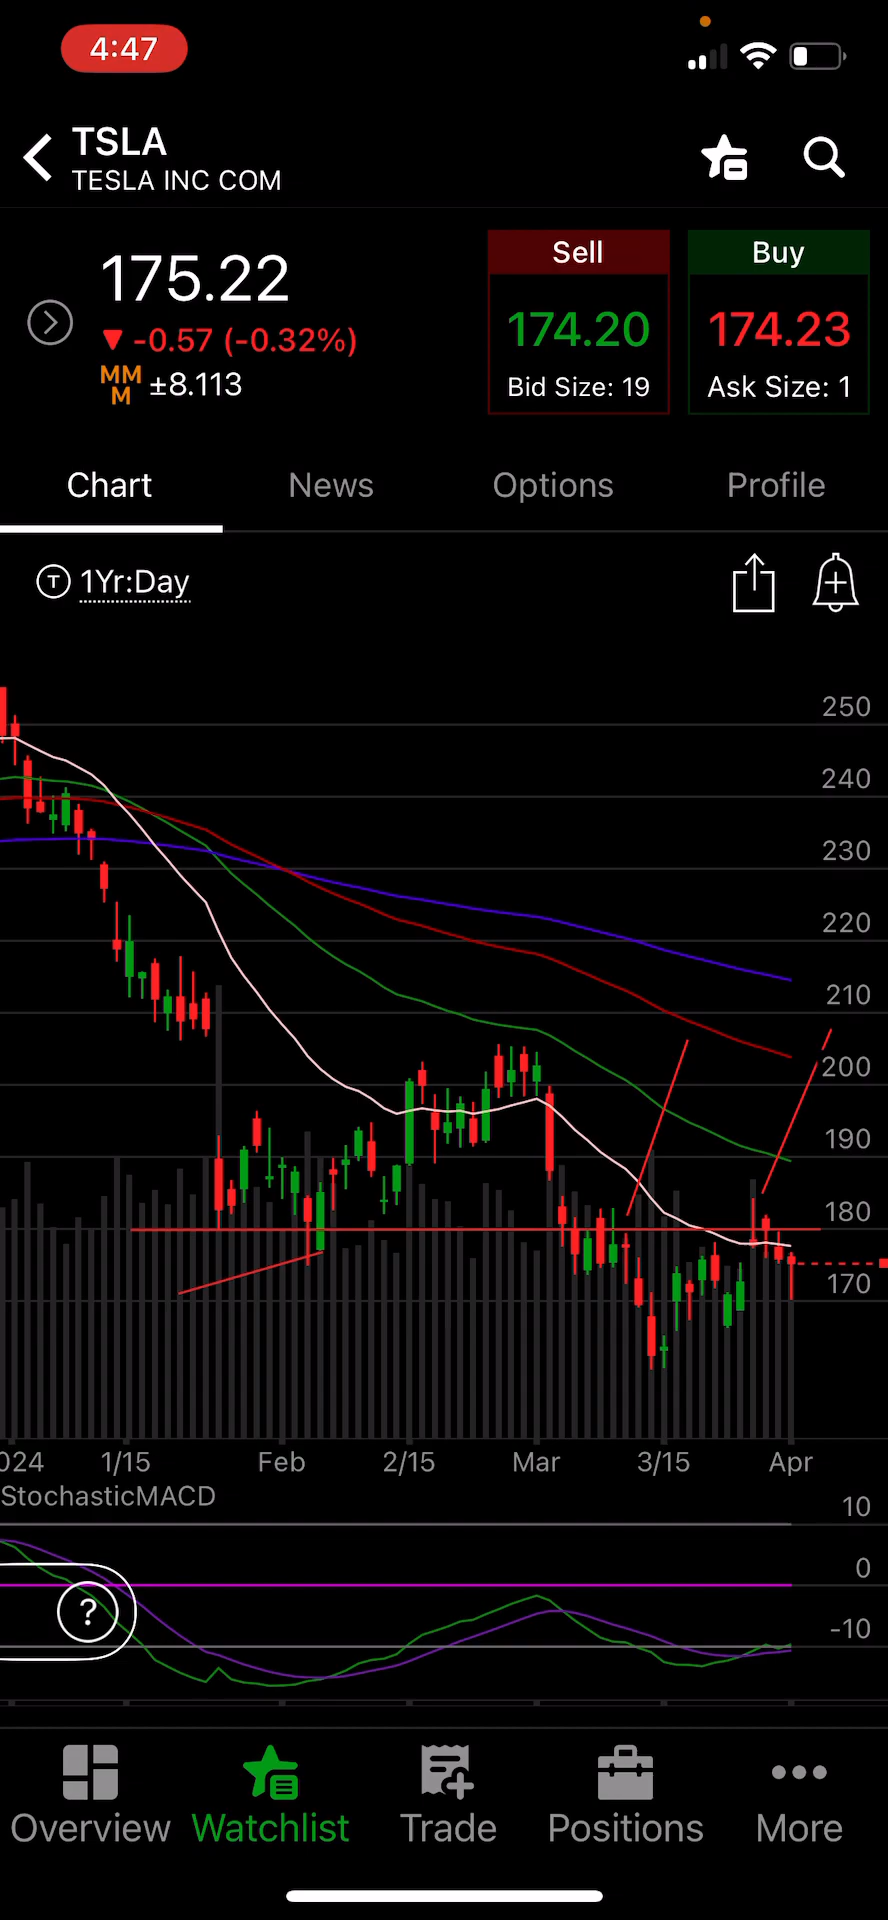 4:47
TSLA
TESLA INC COM
175.22
-0.57 (-0.32%)
MM
M
±8.113
Sell
174.20
Bid Size: 19
Buy
174.23
Ask Size: 1
Chart
News
Options
Profile
T 1Yr:Day
250
240
230
220
210
200
190
180
170
024
1/15
Feb
2/15
Mar
3/15
Apr
StochasticMACD
10
0
-10
?
Overview
Watchlist
Trade
Positions
More